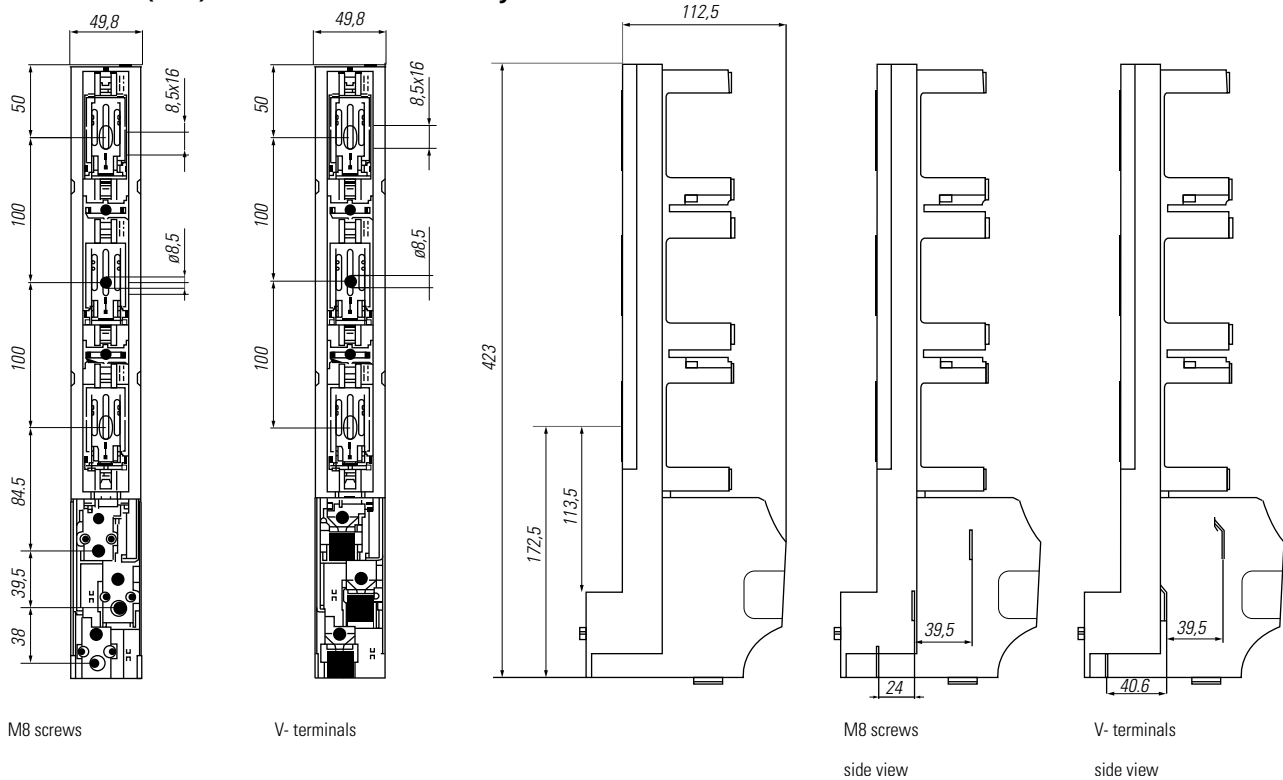 49,8
49,8
112,5
50
8,5x16
50
8,5x16
100
ø8,5
100
ø8,5
100
100
423
84.5
113,5
172,5
39,5
38
39,5
39,5
24
40.6
M8 screws
V- terminals
M8 screws
V- terminals
side view
side view